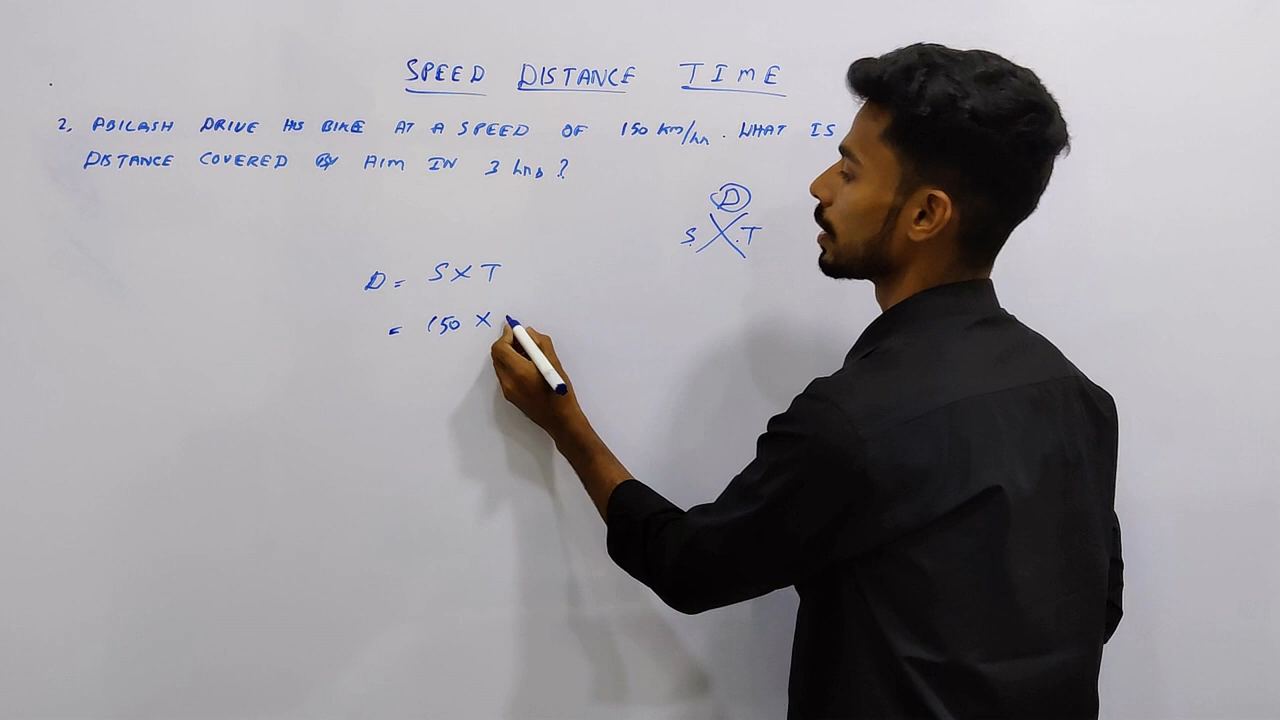 SPEED DISTANCE TIME
2, ABILASH DRIVE HS BIKE AT A SPEED OF 150 km/hr. WHAT IS
DISTANCE COVERED BY HIM IN 3 hrs?
D
S T
D = S X T
= 150 X